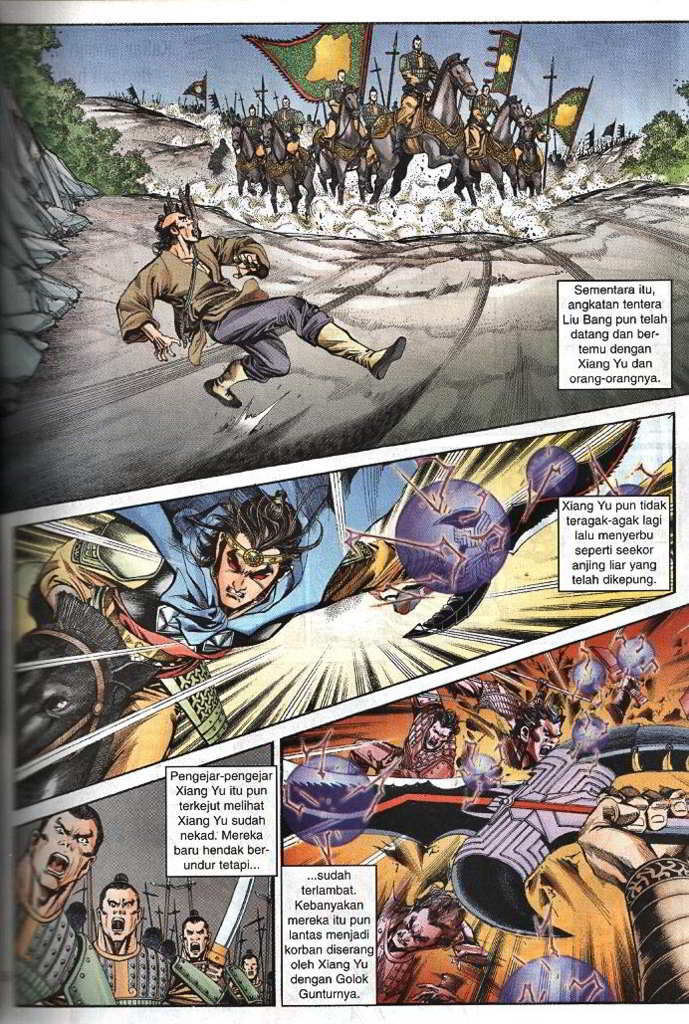 Sementara itu,
angkatan tentera
Liu Bang pun telah
datang dan ber-
temu dengan
Xiang Yu dan
orang-orangnya.
Xiang Yu pun tidak
teragak-agak lagi
lalu menyerbu
seperti seekor
anjing liar yang
telah dikepung.
Pengejar-pengejar
Xiang Yu itu pun
terkejut melihat
Xiang Yu sudah
nekad. Mereka
baru hendak ber-
undur tetapi...
...sudah
terlambat.
Kebanyakan
mereka itu pun
lantas menjadi
korban diserang
oleh Xiang Yu
dengan Golok
Gunturnya.